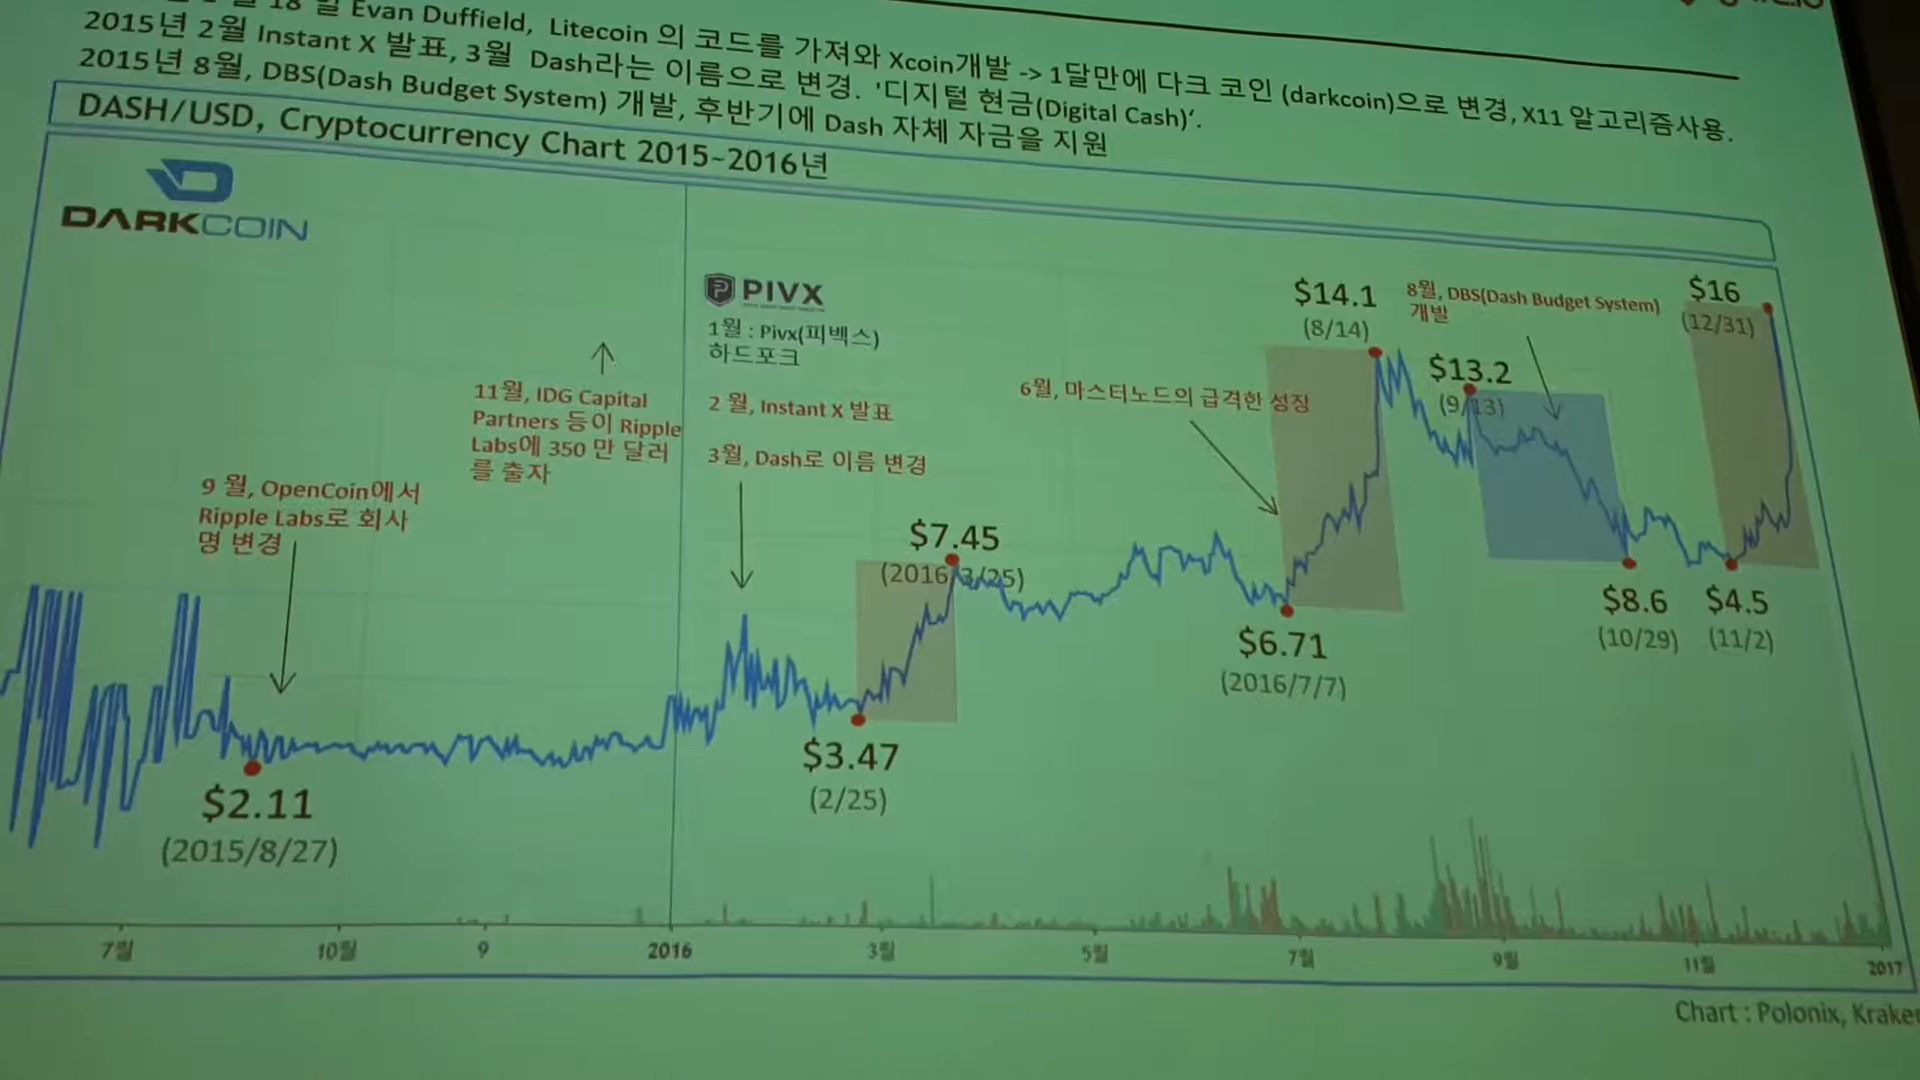 18 일 Evan Duffield, Litecoin 의 코드를 가져와 Xcoin개발 -> 1달만에 다크 코인 (darkcoin)으로 변경, X11 알고리즘사용.
2015년 2월 Instant X 발표, 3월 Dash라는 이름으로 변경. '디지털 현금(Digital Cash)‘.
2015년 8월, DBS(Dash Budget System) 개발, 후반기에 Dash 자체 자금을 지원
DASH/USD, Cryptocurrency Chart 2015~2016년
DARKCOIN
PIVX
1월 : Pivx(피벡스)
하드포크
2 월, Instant X 발표
3월, Dash로 이름 변경
11월, IDG Capital
Partners 등이 Ripple
Labs에 350 만 달러
를 출자
9 월, OpenCoin에서
Ripple Labs로 회사
명 변경
6월, 마스터노드의 급격한 성징
8월, DBS(Dash Budget System)
개발
$14.1
(8/14)
$13.2
(9/13)
$16
(12/31)
$7.45
(2016/3/25)
$8.6
(10/29)
$4.5
(11/2)
$6.71
(2016/7/7)
$3.47
(2/25)
$2.11
(2015/8/27)
7월 10월 9 2016 3월 5월 7월 9월 11월 2017
Chart : Polonix, Kraken